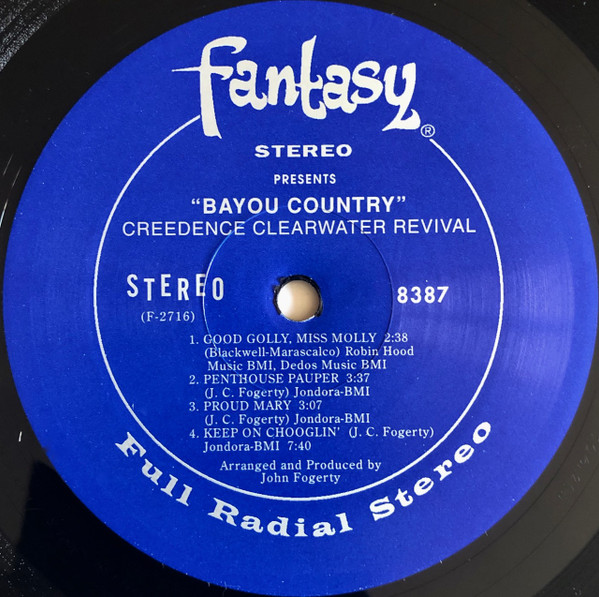 fantasy®
STEREO
PRESENTS
“BAYOU COUNTRY”
CREEDENCE CLEARWATER REVIVAL
STEREO
8387
(F-2716)
1. GOOD GOLLY, MISS MOLLY 2:38
(Blackwell-Marascalco) Robin Hood
Music BMI, Dedos Music BMI
2. PENTHOUSE PAUPER 3:37
(J. C. Fogerty) Jondora-BMI
3. PROUD MARY 3:07
(J. C. Fogerty) Jondora-BMI
4. KEEP ON CHOOGLIN’ (J. C. Fogerty)
Jondora-BMI 7:40
Arranged and Produced by
John Fogerty
Full Radial Stereo